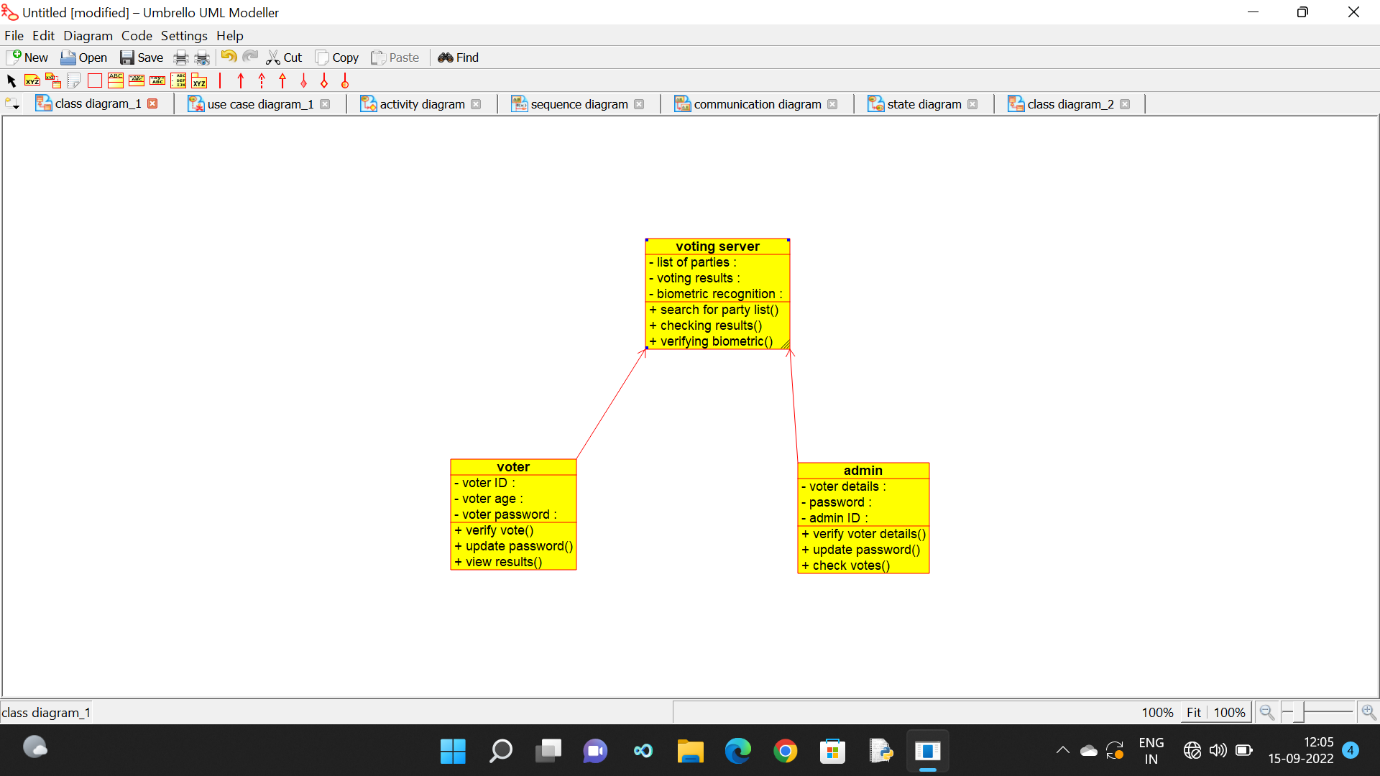 Untitled [modified] – Umbrello UML Modeller
File Edit Diagram Code Settings Help
New Open Save Cut Copy Paste Find
class diagram_1 use case diagram_1 activity diagram sequence diagram communication diagram state diagram class diagram_2
voting server
- list of parties :
- voting results :
- biometric recognition :
+ search for party list()
+ checking results()
+ verifying biometric()
voter
- voter ID :
- voter age :
- voter password :
+ verify vote()
+ update password()
+ view results()
admin
- voter details :
- password :
- admin ID :
+ verify voter details()
+ update password()
+ check votes()
class diagram_1 100% Fit 100%
ENG
IN
12:05
15-09-2022
4